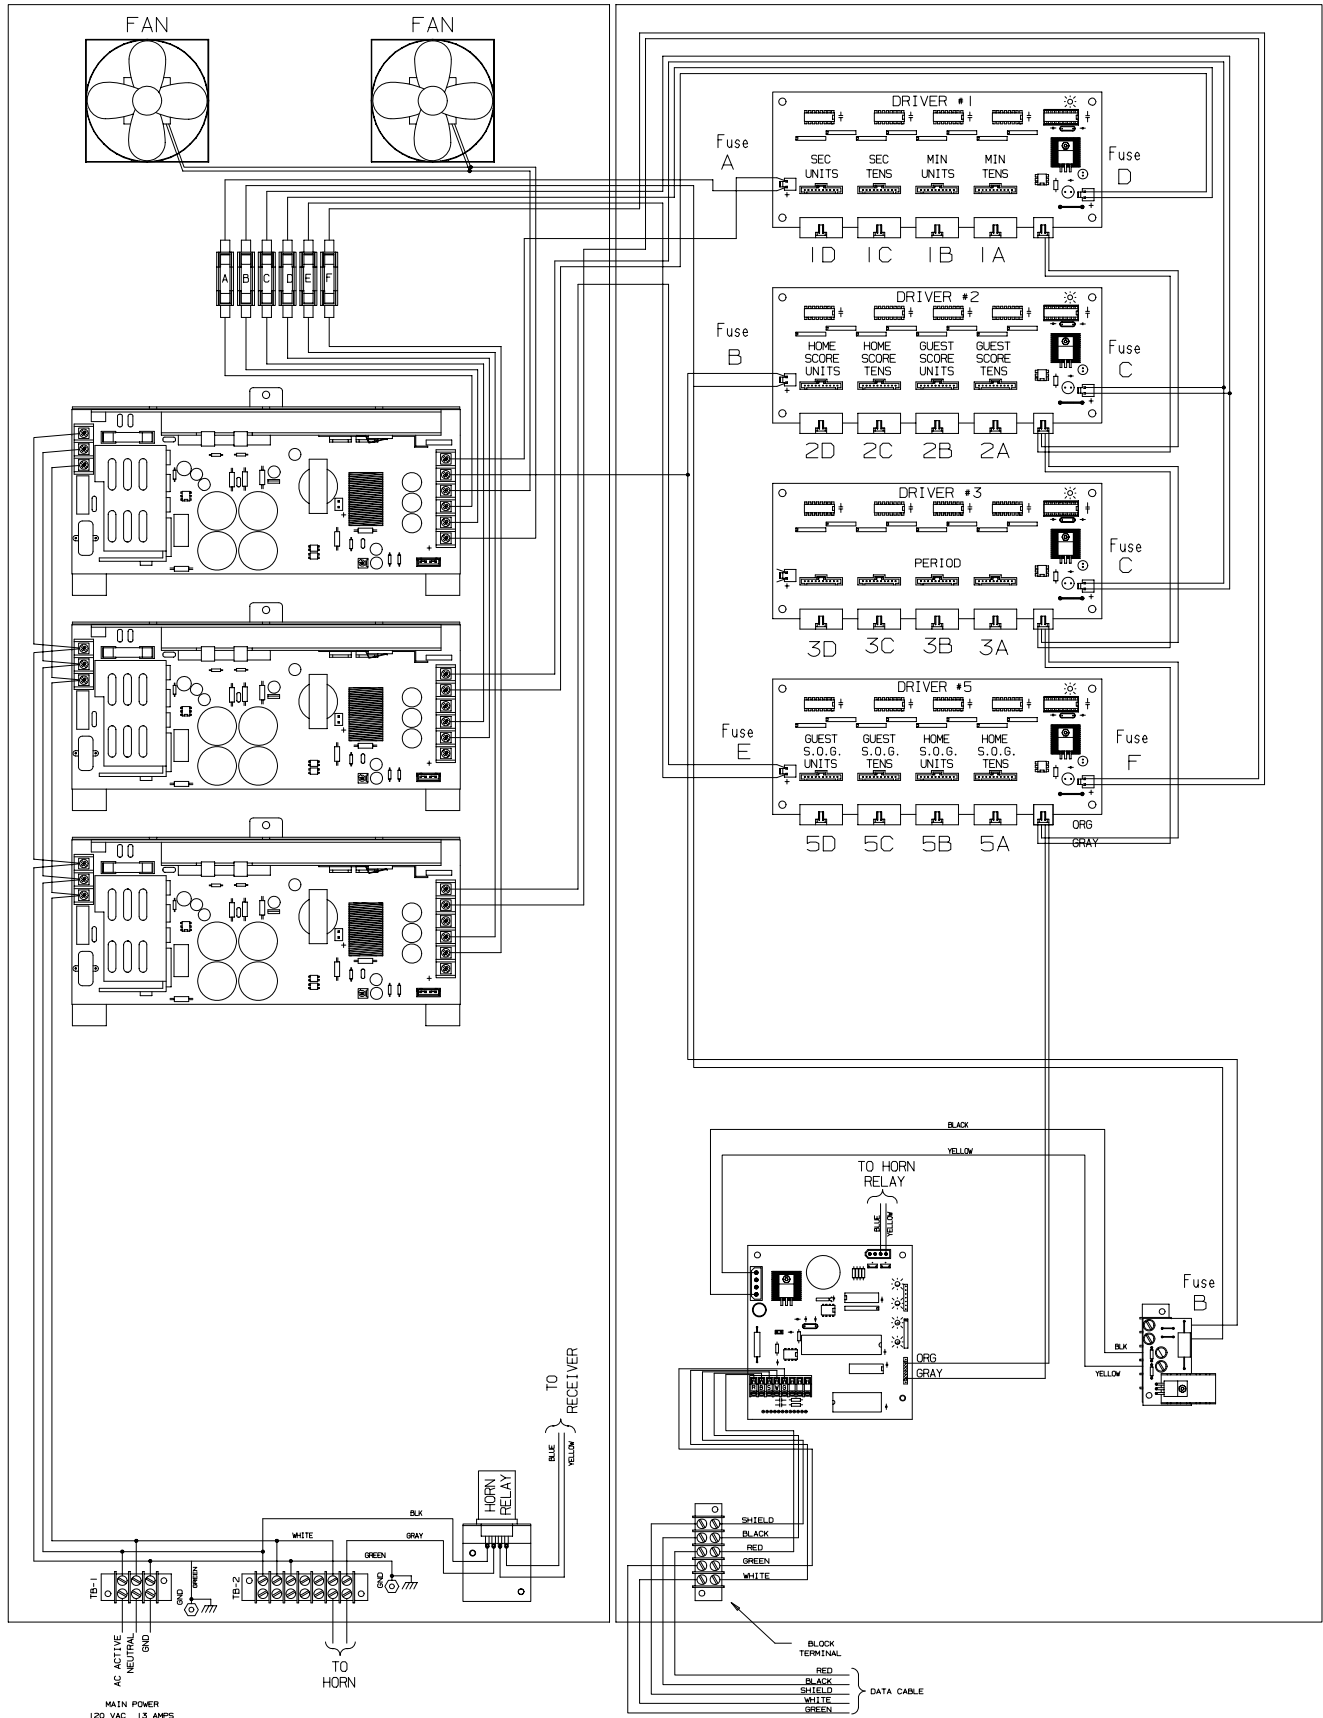 FAN
FAN
DRIVER #1
Fuse
A
SEC
UNITS
SEC
TENS
MIN
UNITS
MIN
TENS
Fuse
D
1D
1C
1B
1A
A
B
C
D
E
F
DRIVER #2
Fuse
B
HOME
SCORE
UNITS
HOME
SCORE
TENS
GUEST
SCORE
UNITS
GUEST
SCORE
TENS
Fuse
C
2D
2C
2B
2A
DRIVER #3
PERIOD
Fuse
C
3D
3C
3B
3A
DRIVER #5
Fuse
E
GUEST
S.O.G.
UNITS
GUEST
S.O.G.
TENS
HOME
S.O.G.
UNITS
HOME
S.O.G.
TENS
Fuse
F
5D
5C
5B
5A
ORG
GRAY
BLACK
YELLOW
TO HORN
RELAY
BLUE
YELLOW
Fuse
B
BLK
YELLOW
ORG
GRAY
TO
RECEIVER
BLUE
YELLOW
HORN
RELAY
BLK
WHITE
GRAY
GREEN
TB-1
GND
GREEN
TB-2
GND
SHIELD
BLACK
RED
GREEN
WHITE
AC ACTIVE
NEUTRAL
GND
TO
HORN
BLOCK
TERMINAL
RED
BLACK
SHIELD
WHITE
GREEN
DATA CABLE
MAIN POWER
120 VAC 13 AMPS